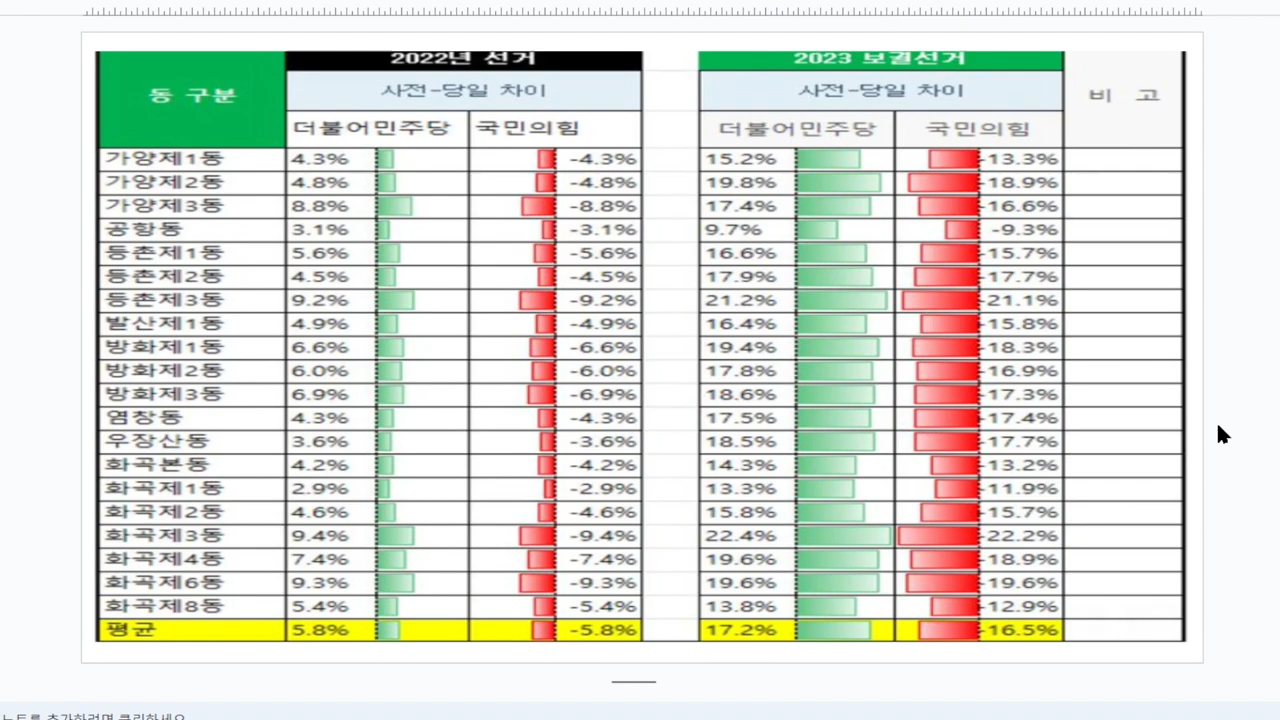 2022년 선거 2023 보궐선거
동 구분 사전-당일 차이 사전-당일 차이 비 고
더불어민주당 국민의힘 더불어민주당 국민의힘
가양제1동 4.3% -4.3% 15.2% -13.3%
가양제2동 4.8% -4.8% 19.8% -18.9%
가양제3동 8.8% -8.8% 17.4% -16.6%
공항동 3.1% -3.1% 9.7% -9.3%
등촌제1동 5.6% -5.6% 16.6% -15.7%
등촌제2동 4.5% -4.5% 17.9% -17.7%
등촌제3동 9.2% -9.2% 21.2% -21.1%
발산제1동 4.9% -4.9% 16.4% -15.8%
방화제1동 6.6% -6.6% 19.4% -18.3%
방화제2동 6.0% -6.0% 17.8% -16.9%
방화제3동 6.9% -6.9% 18.6% -17.3%
염창동 4.3% -4.3% 17.5% -17.4%
우장산동 3.6% -3.6% 18.5% -17.7%
화곡본동 4.2% -4.2% 14.3% -13.2%
화곡제1동 2.9% -2.9% 13.3% -11.9%
화곡제2동 4.6% -4.6% 15.8% -15.7%
화곡제3동 9.4% -9.4% 22.4% -22.2%
화곡제4동 7.4% -7.4% 19.6% -18.9%
화곡제6동 9.3% -9.3% 19.6% -19.6%
화곡제8동 5.4% -5.4% 13.8% -12.9%
평균 5.8% -5.8% 17.2% -16.5%
노트를 추가하려면 클릭하세요